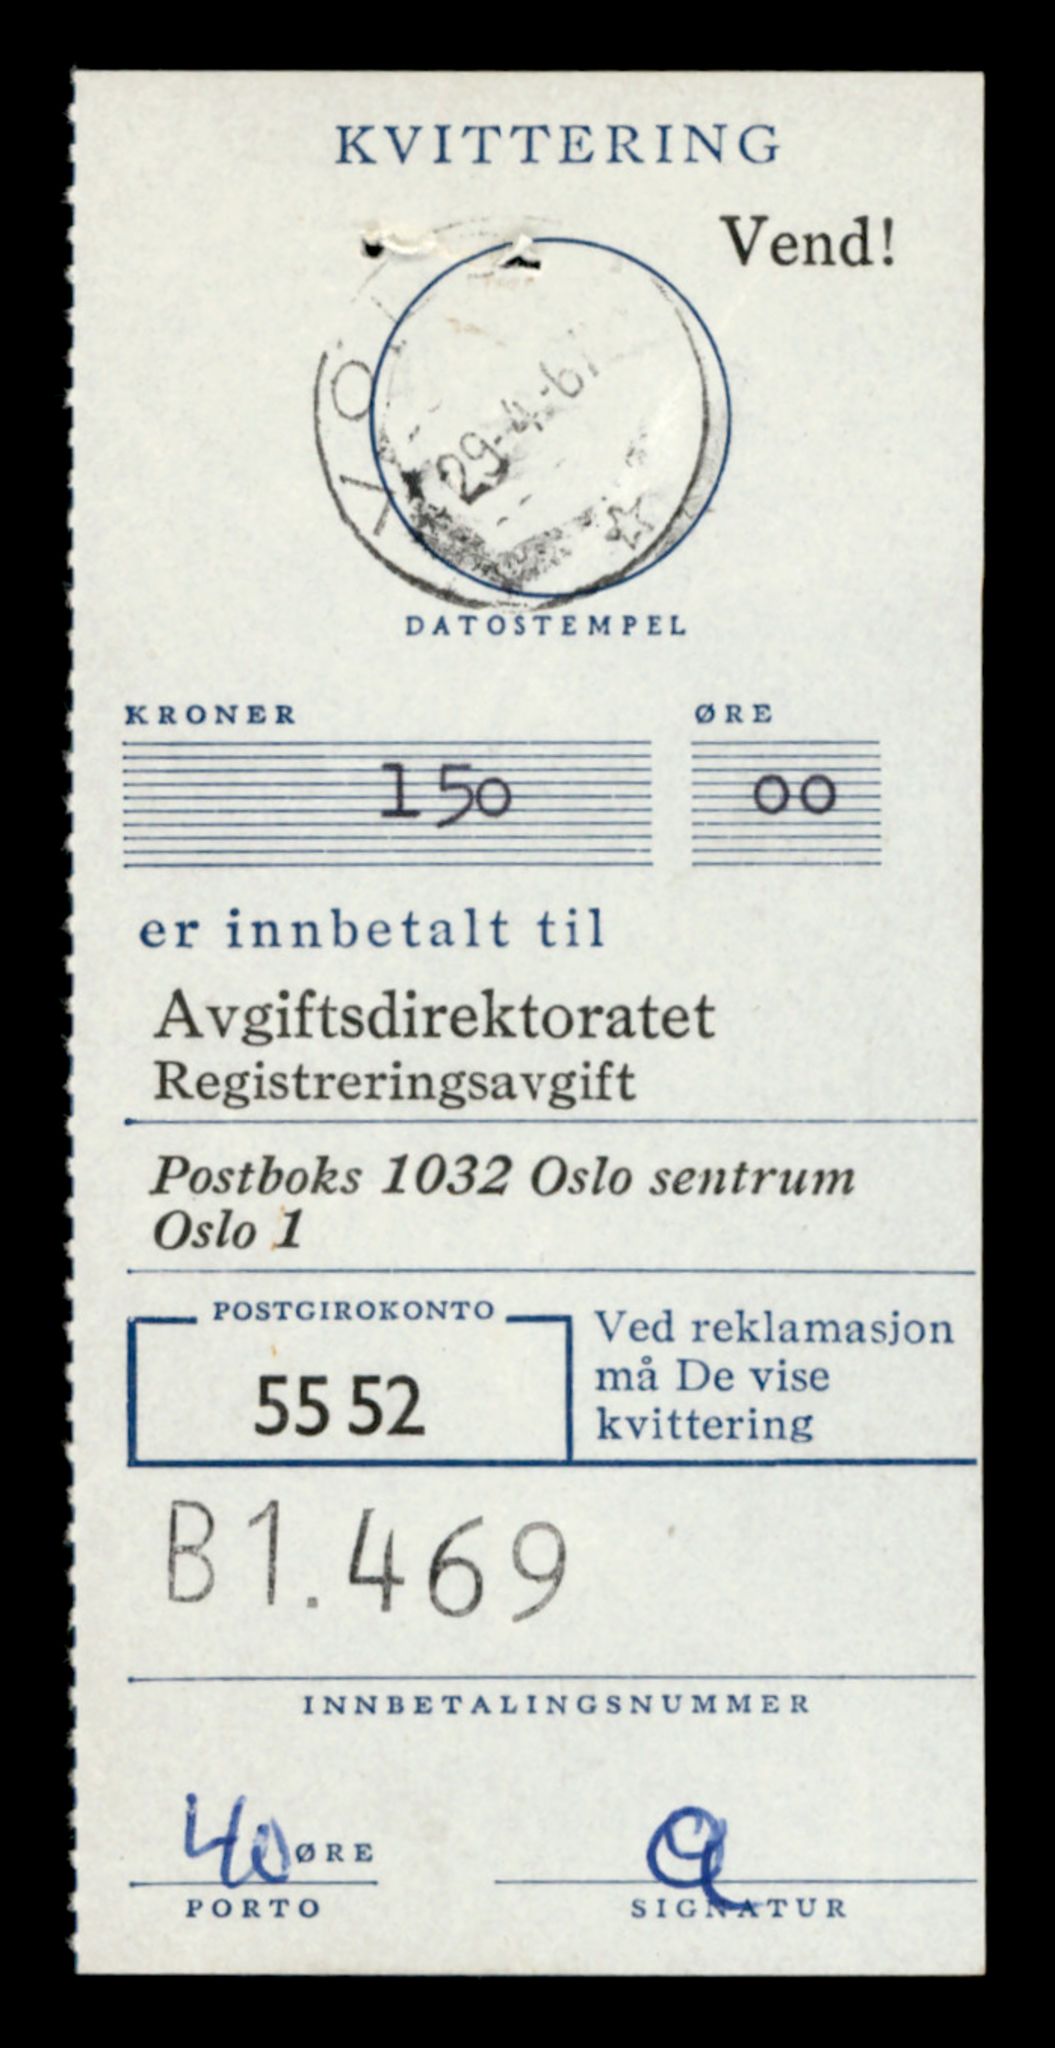 KVITTERING
Vend!
29-4-67
DATOSTEMPEL
KRONER ØRE
150 00
er innbetalt til
Avgiftsdirektoratet
Registreringsavgift
Postboks 1032 Oslo sentrum
Oslo 1
POSTGIROKONTO
55 52
Ved reklamasjon
må De vise
kvittering
B1.469
INNBETALINGSNUMMER
40 ØRE
PORTO
SIGNATUR